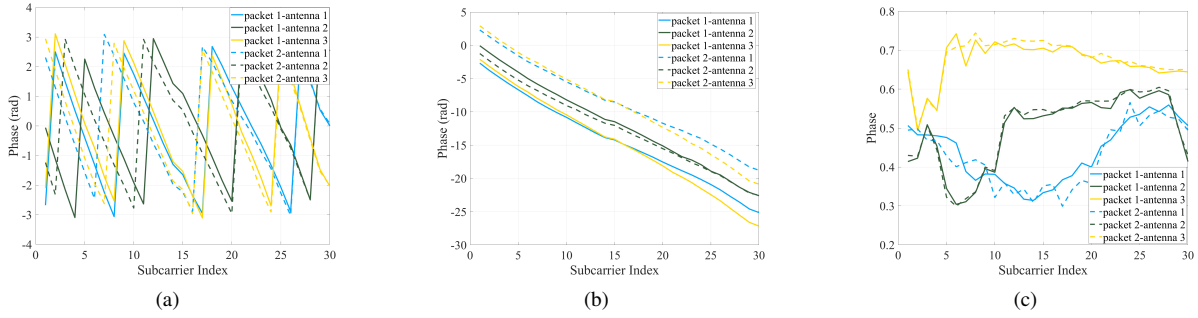 4
3
2
1
0
-1
-2
-3
-4
Phase (rad)
0
5
10
15
20
25
30
Subcarrier Index
packet 1-antenna 1
packet 1-antenna 2
packet 1-antenna 3
packet 2-antenna 1
packet 2-antenna 2
packet 2-antenna 3
(a)
5
0
-5
-10
-15
-20
-25
-30
Phase (rad)
0
5
10
15
20
25
30
Subcarrier Index
packet 1-antenna 1
packet 1-antenna 2
packet 1-antenna 3
packet 2-antenna 1
packet 2-antenna 2
packet 2-antenna 3
(b)
0.8
0.7
0.6
0.5
0.4
0.3
0.2
Phase
0
5
10
15
20
25
30
Subcarrier Index
packet 1-antenna 1
packet 1-antenna 2
packet 1-antenna 3
packet 2-antenna 1
packet 2-antenna 2
packet 2-antenna 3
(c)